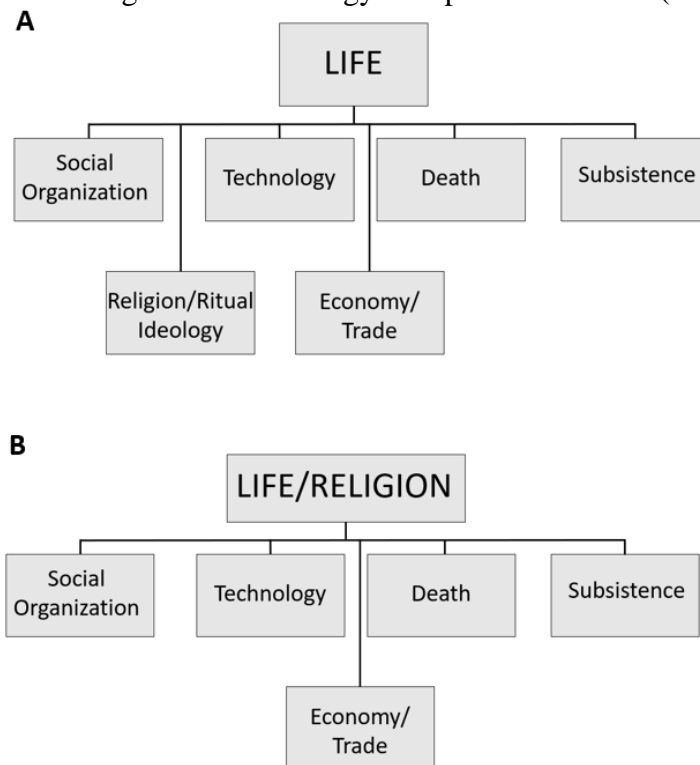 A
LIFE
Social
Organization
Technology
Death
Subsistence
Religion/Ritual
Ideology
Economy/
Trade
B
LIFE/RELIGION
Social
Organization
Technology
Death
Subsistence
Economy/
Trade